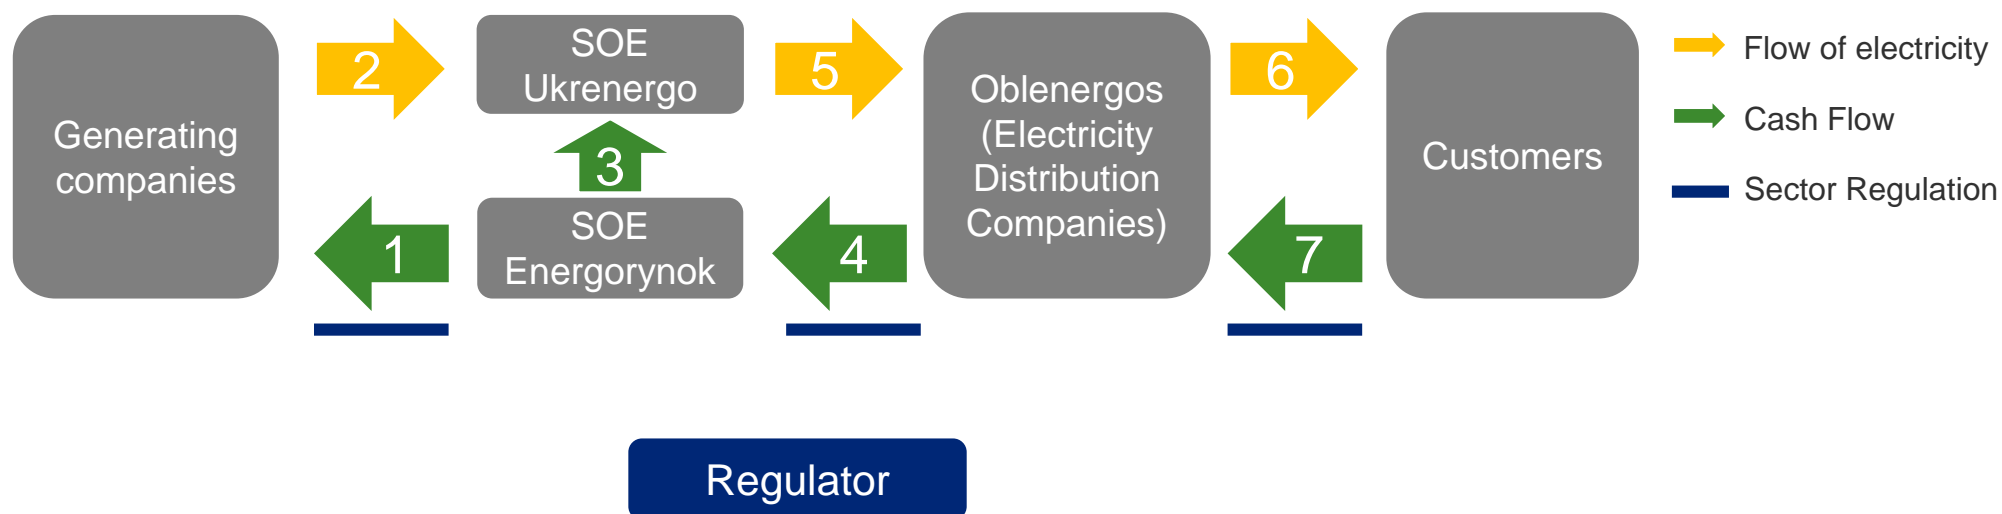 Generating
companies
2
SOE
Ukrenergo
3
1
SOE
Energorynok
5
4
Oblenergos
(Electricity
Distribution
Companies)
6
7
Customers
Flow of electricity
Cash Flow
Sector Regulation
Regulator